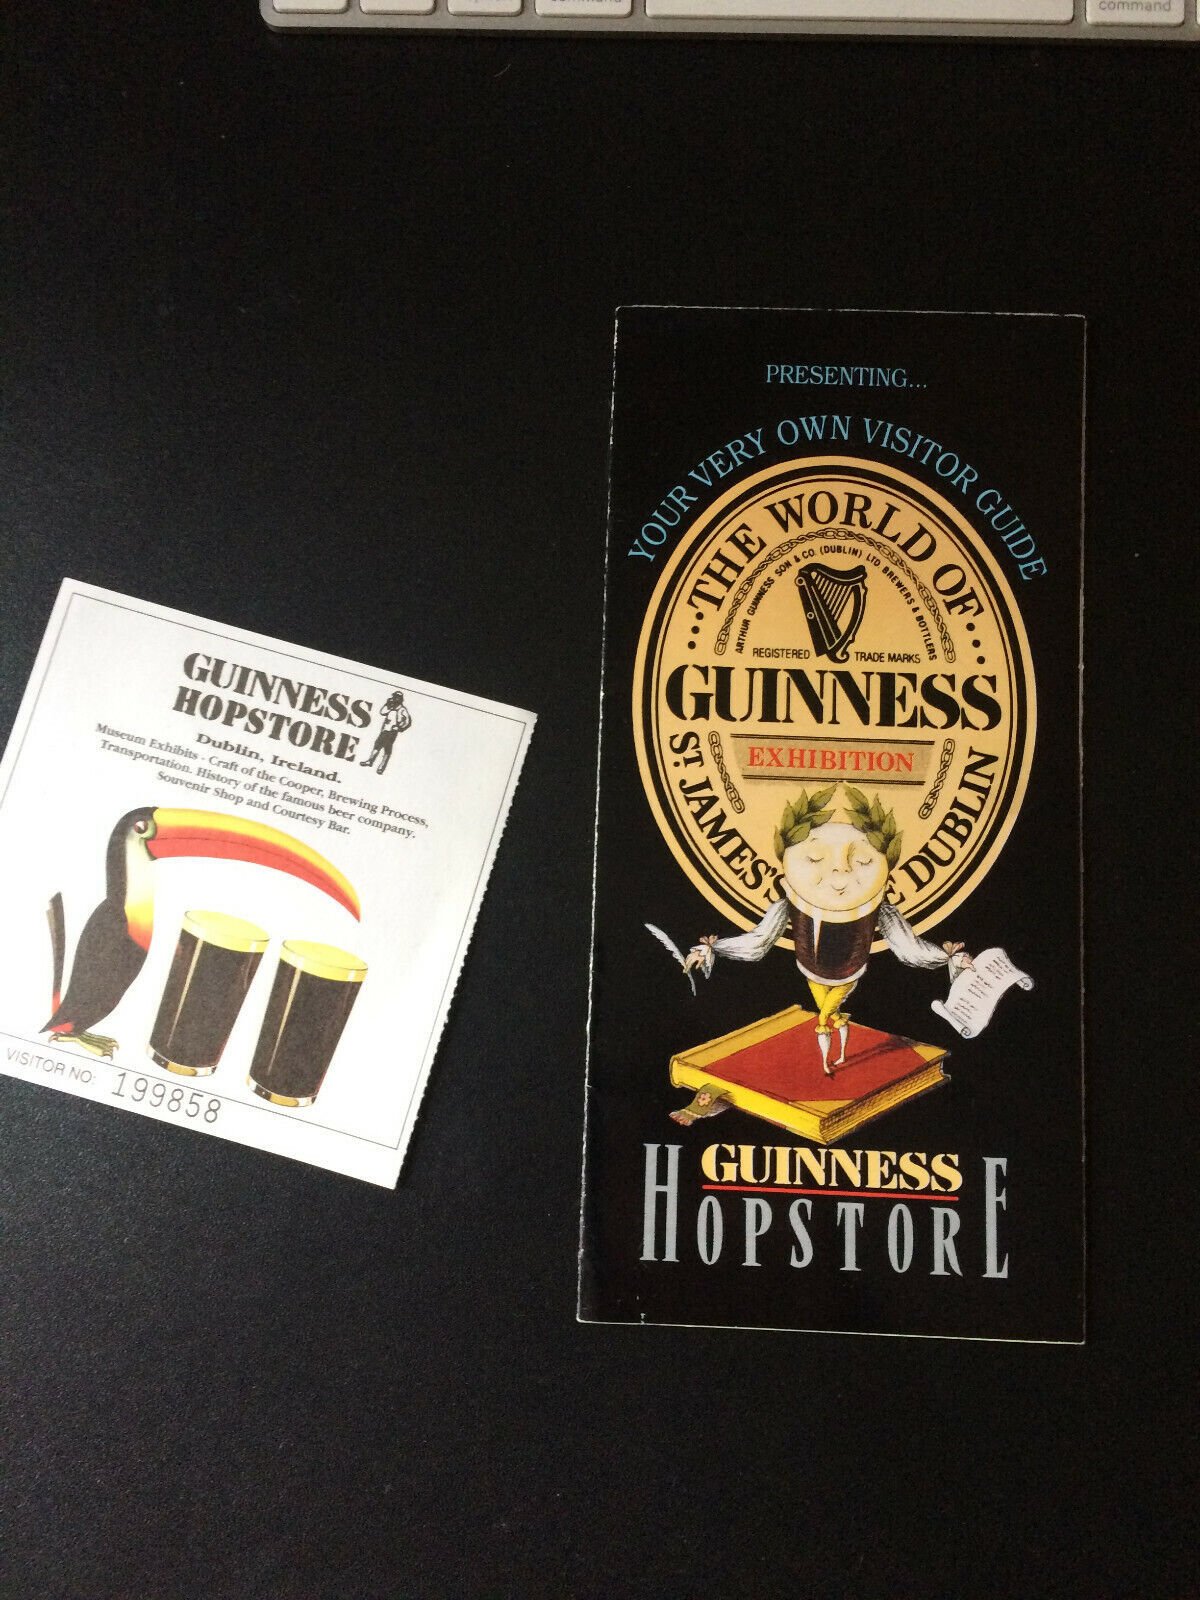 command
command
GUINNESS
HOPSTORE
Dublin, Ireland.
Museum Exhibits - Craft of the Cooper, Brewing Process,
Transportation. History of the famous beer company.
Souvenir Shop and Courtesy Bar.
VISITOR NO: 199858
PRESENTING...
YOUR VERY OWN VISITOR GUIDE
...THE WORLD OF...
ARTHUR GUINNESS SON & CO. (DUBLIN) LTD BREWERS & BOTTLERS
REGISTERED TRADE MARKS
GUINNESS
EXHIBITION
ST. JAMES'S DUBLIN
GUINNESS
HOPSTORE